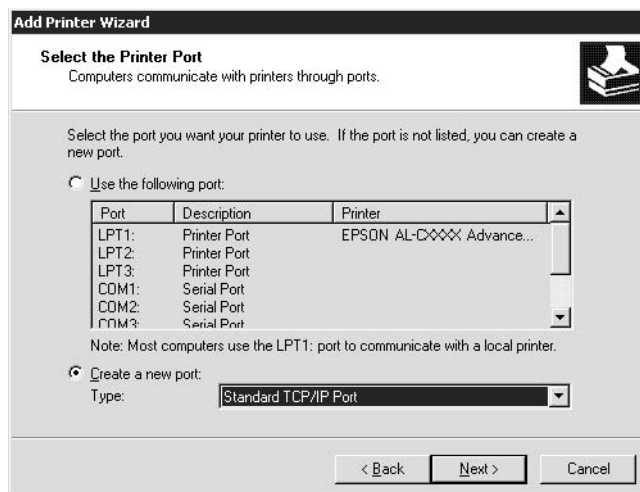 Add Printer Wizard
Select the Printer Port
Computers communicate with printers through ports.
Select the port you want your printer to use. If the port is not listed, you can create a
new port.
Use the following port:
Port Description Printer
LPT1: Printer Port EPSON AL-CXXXX Advance...
LPT2: Printer Port
LPT3: Printer Port
COM1: Serial Port
COM2: Serial Port
COM3: Serial Port
Note: Most computers use the LPT1: port to communicate with a local printer.
Create a new port:
Type: Standard TCP/IP Port
< Back Next > Cancel